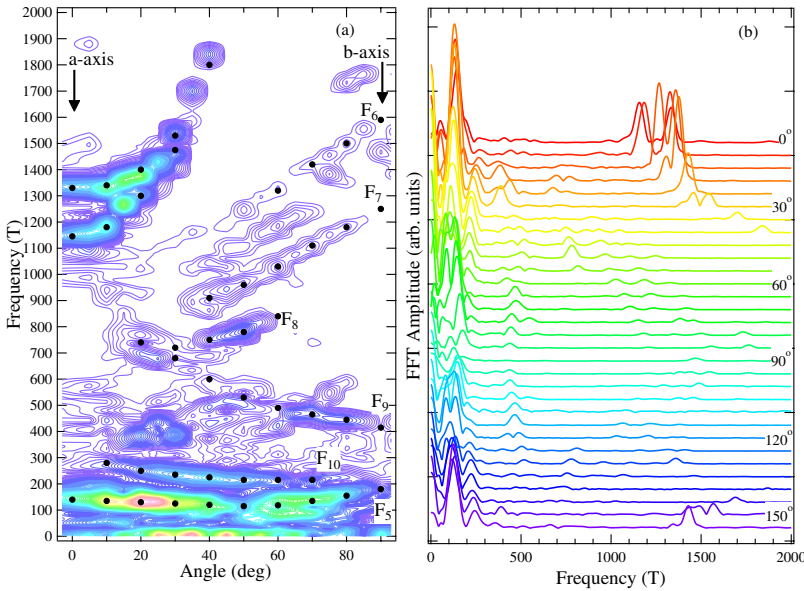 (a)
a-axis
b-axis
F6
F7
F8
F9
F10
F5
2000
1900
1800
1700
1600
1500
1400
1300
1200
1100
1000
900
800
700
600
500
400
300
200
100
0
Frequency (T)
0 20 40 60 80
Angle (deg)
(b)
0°
30°
60°
90°
120°
150°
FFT Amplitude (arb. units)
0 500 1000 1500 2000
Frequency (T)